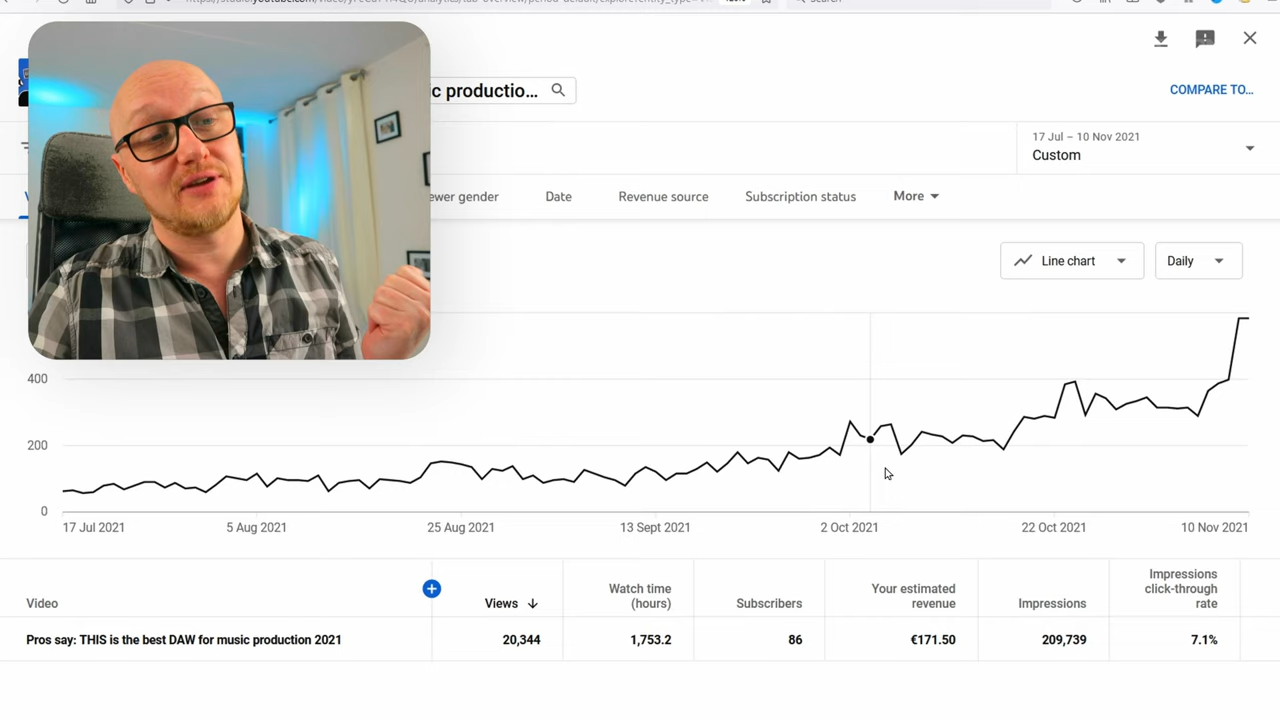 c productio...
COMPARE TO...
17 Jul – 10 Nov 2021
Custom
ewer gender
Date
Revenue source
Subscription status
More
Line chart
Daily
400
200
0
17 Jul 2021
5 Aug 2021
25 Aug 2021
13 Sept 2021
2 Oct 2021
22 Oct 2021
10 Nov 2021
Video
Views
Watch time
(hours)
Subscribers
Your estimated
revenue
Impressions
Impressions
click-through
rate
Pros say: THIS is the best DAW for music production 2021
20,344
1,753.2
86
€171.50
209,739
7.1%